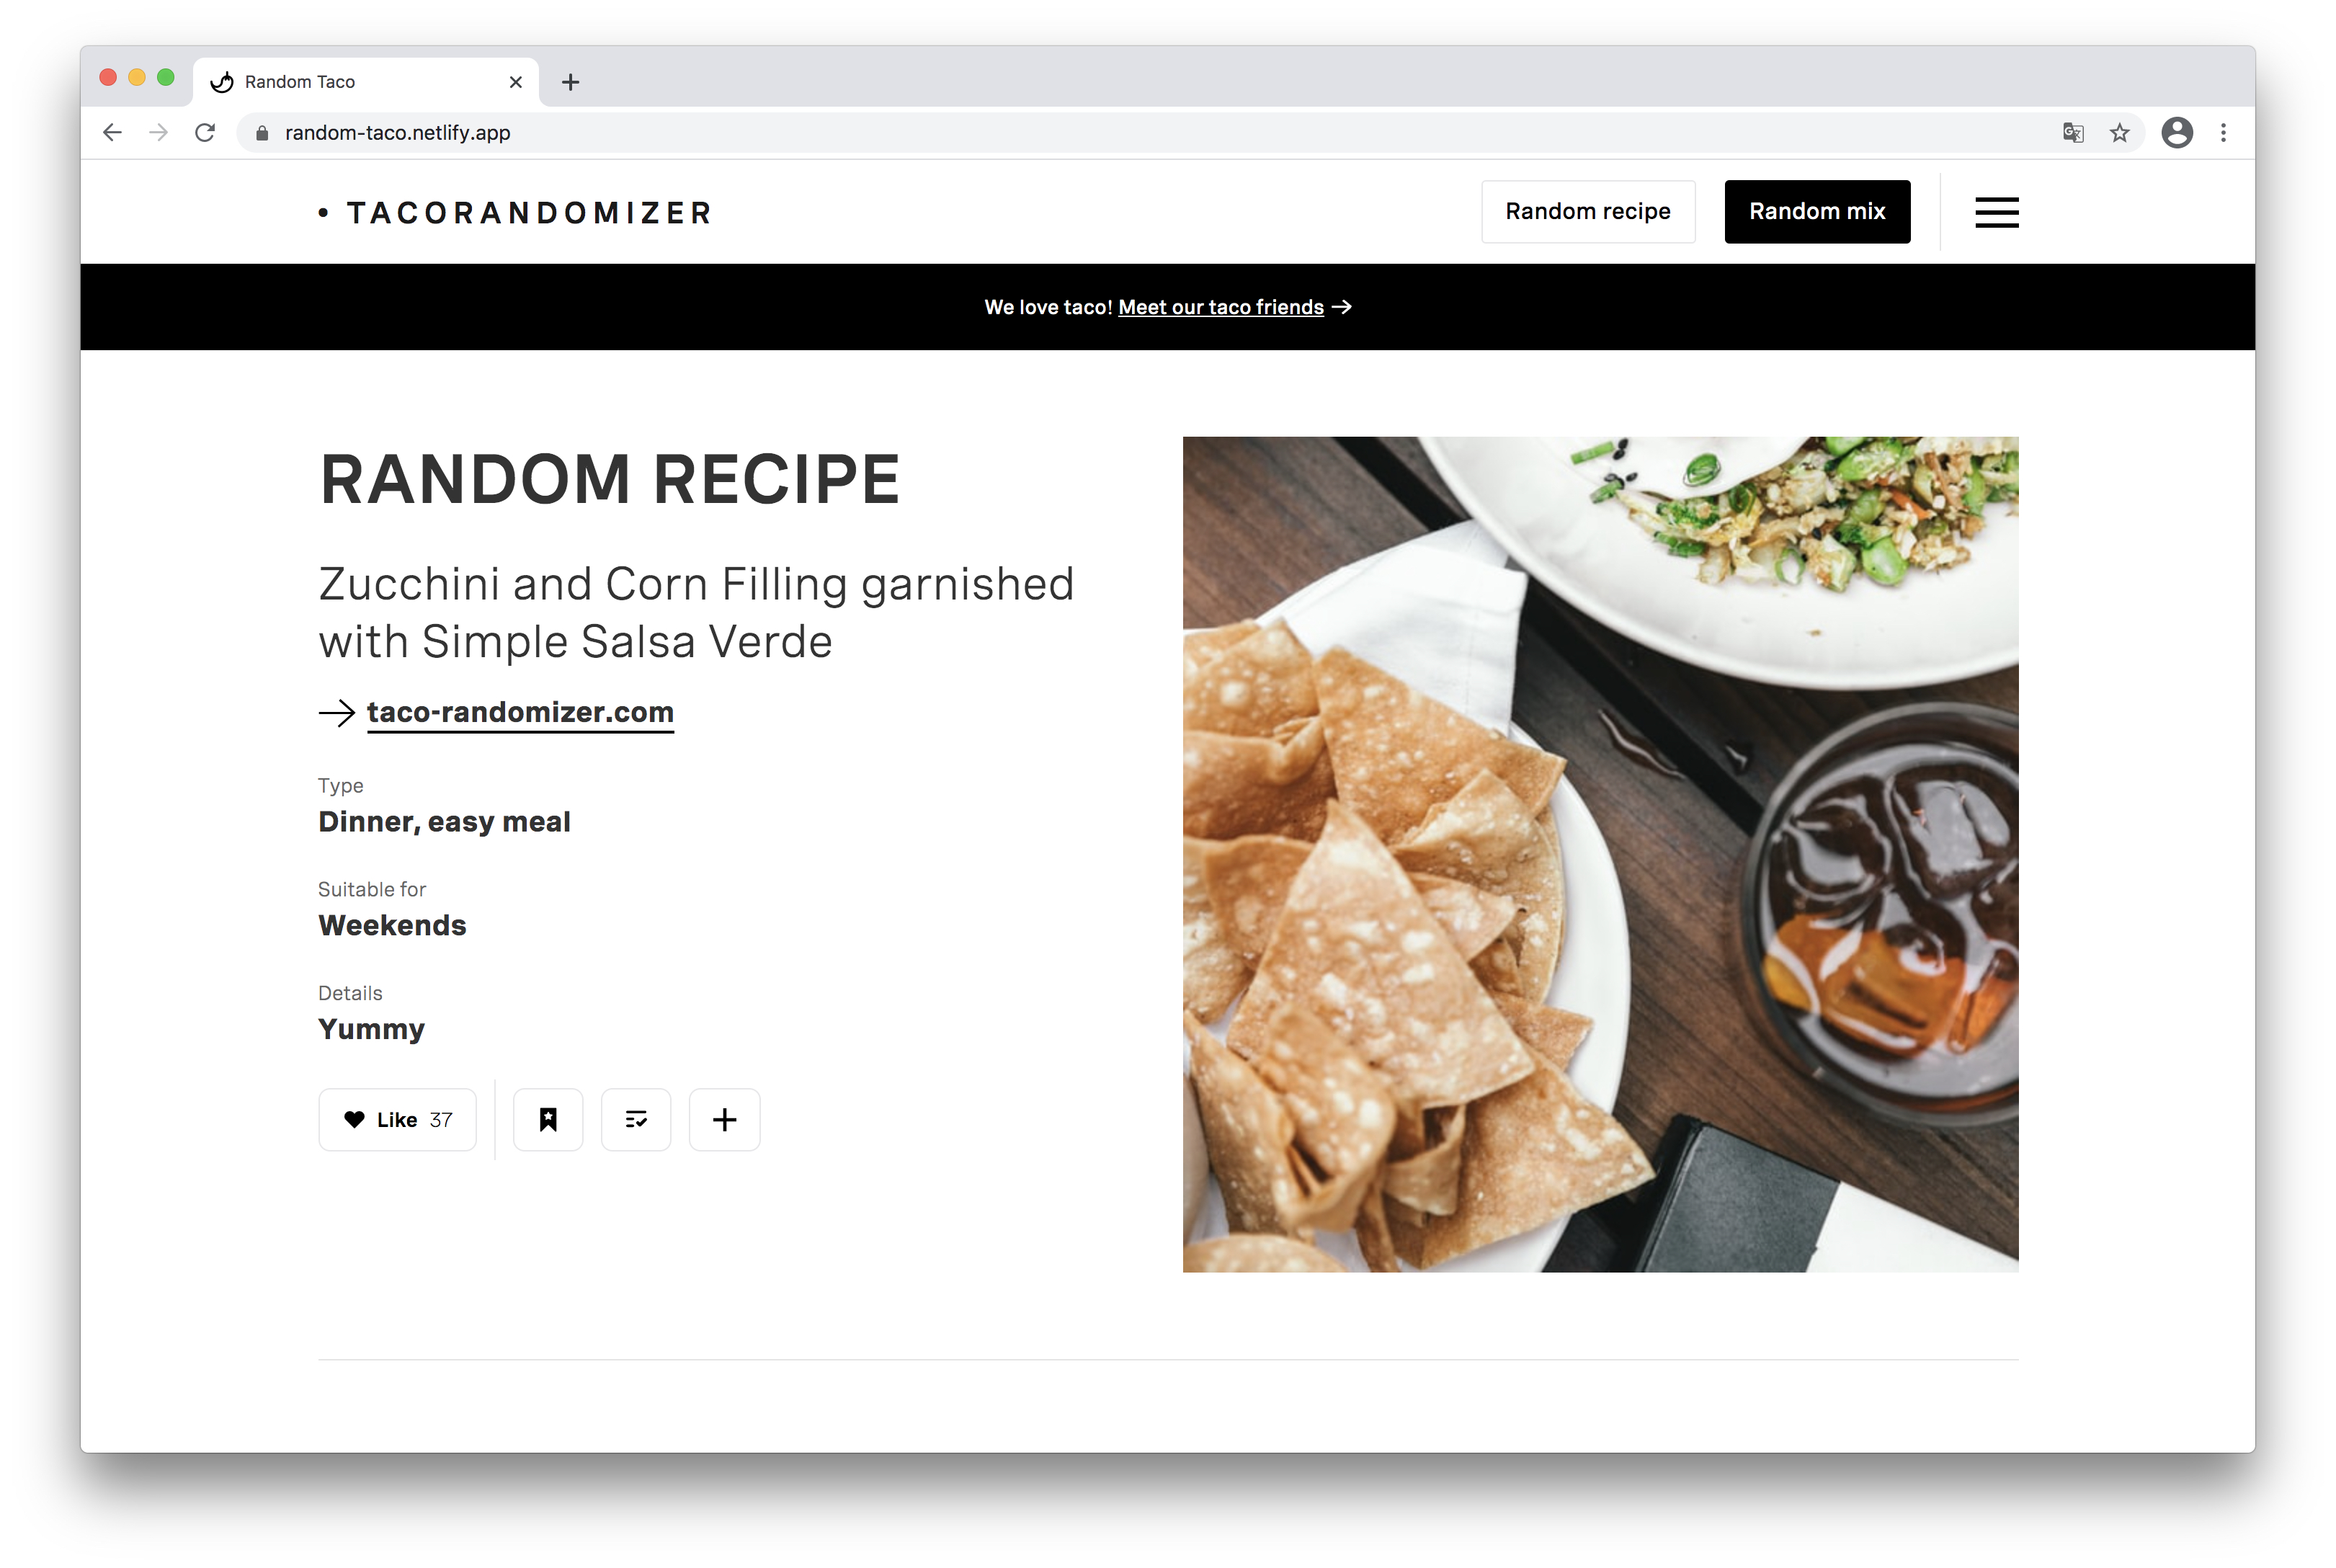 Random Taco
random-taco.netlify.app
• TACORANDOMIZER
Random recipe
Random mix
We love taco! Meet our taco friends →
RANDOM RECIPE
Zucchini and Corn Filling garnished
with Simple Salsa Verde
→ taco-randomizer.com
Type
Dinner, easy meal
Suitable for
Weekends
Details
Yummy
Like 37